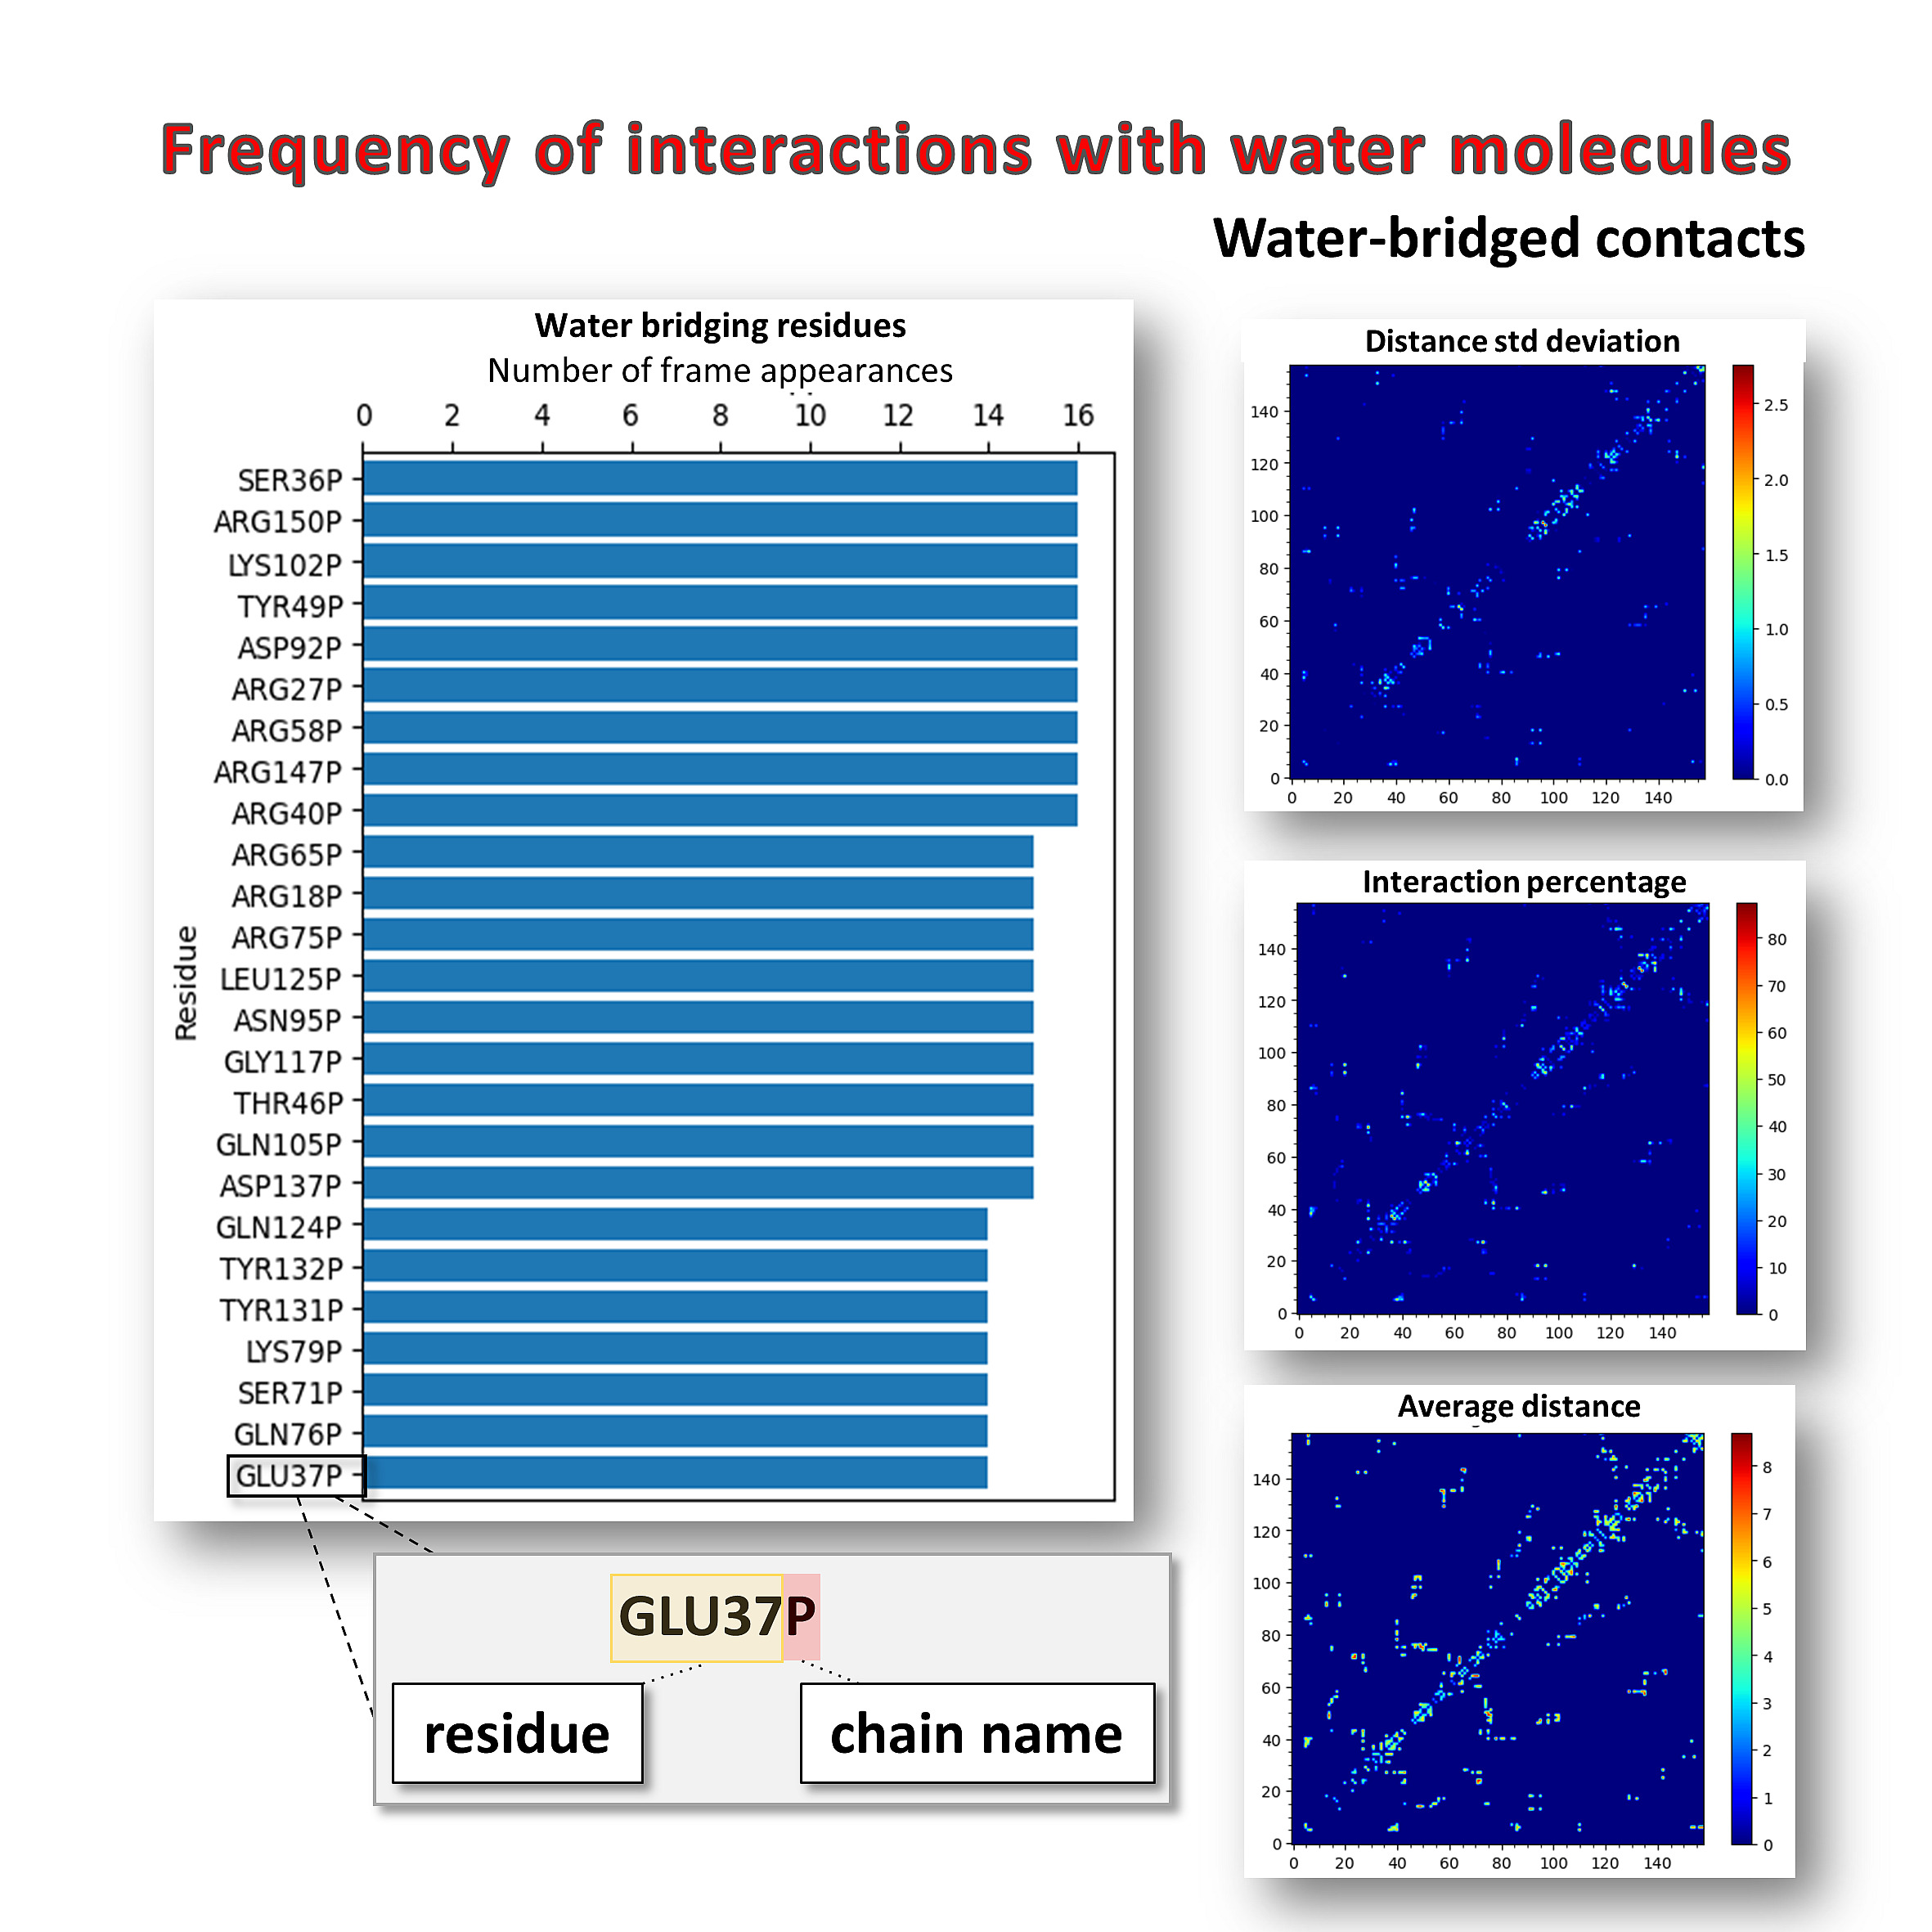 Frequency of interactions with water molecules
Water-bridged contacts
Water bridging residues
Number of frame appearances
0 2 4 6 8 10 12 14 16
Residue
SER36P
ARG150P
LYS102P
TYR49P
ASP92P
ARG27P
ARG58P
ARG147P
ARG40P
ARG65P
ARG18P
ARG75P
LEU125P
ASN95P
GLY117P
THR46P
GLN105P
ASP137P
GLN124P
TYR132P
TYR131P
LYS79P
SER71P
GLN76P
GLU37P
GLU37P
residue
chain name
Distance std deviation
140
120
100
80
60
40
20
0
0 20 40 60 80 100 120 140
2.5
2.0
1.5
1.0
0.5
0.0
Interaction percentage
140
120
100
80
60
40
20
0
0 20 40 60 80 100 120 140
80
70
60
50
40
30
20
10
0
Average distance
140
120
100
80
60
40
20
0
0 20 40 60 80 100 120 140
8
7
6
5
4
3
2
1
0